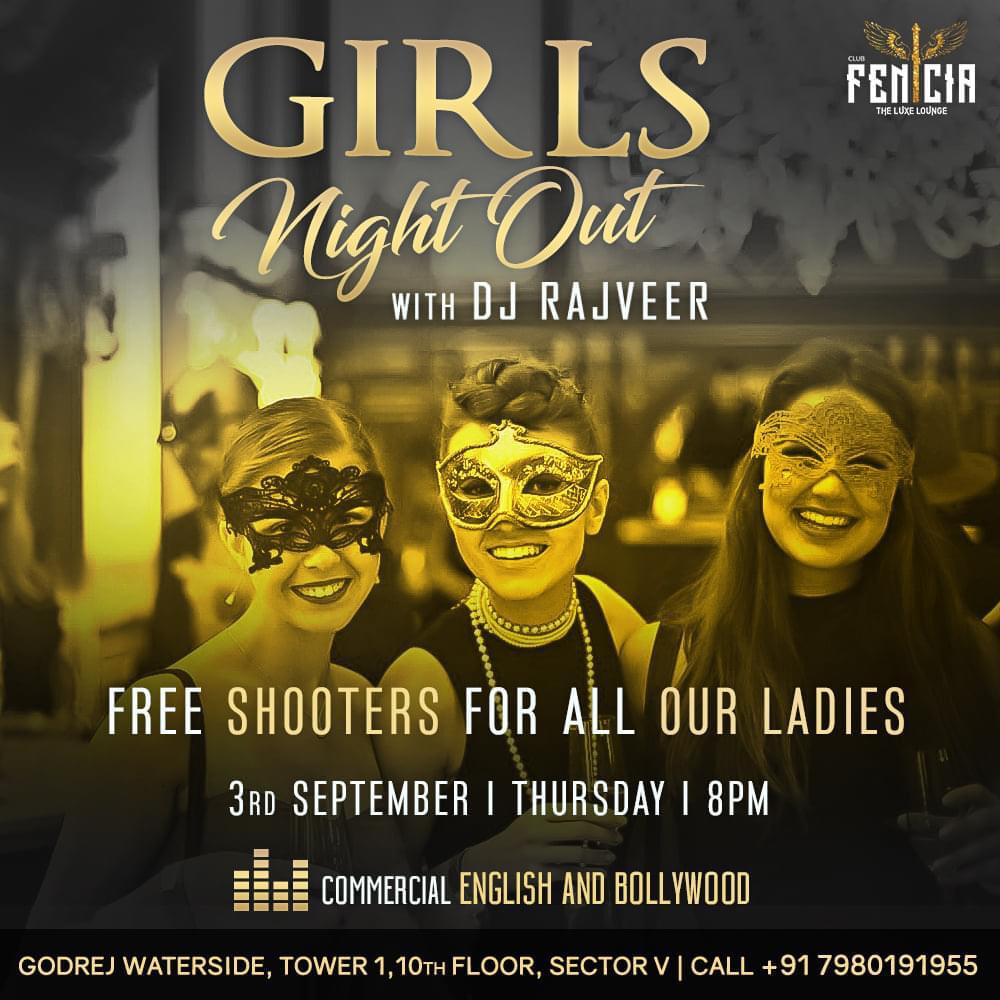 GIRLS
Night Out
WITH DJ RAJVEER
CLUB
FENICIA
THE LUXE LOUNGE
FREE SHOOTERS FOR ALL OUR LADIES
3RD SEPTEMBER I THURSDAY I 8PM
COMMERCIAL ENGLISH AND BOLLYWOOD
GODREJ WATERSIDE, TOWER 1,10TH FLOOR, SECTOR V | CALL +91 7980191955